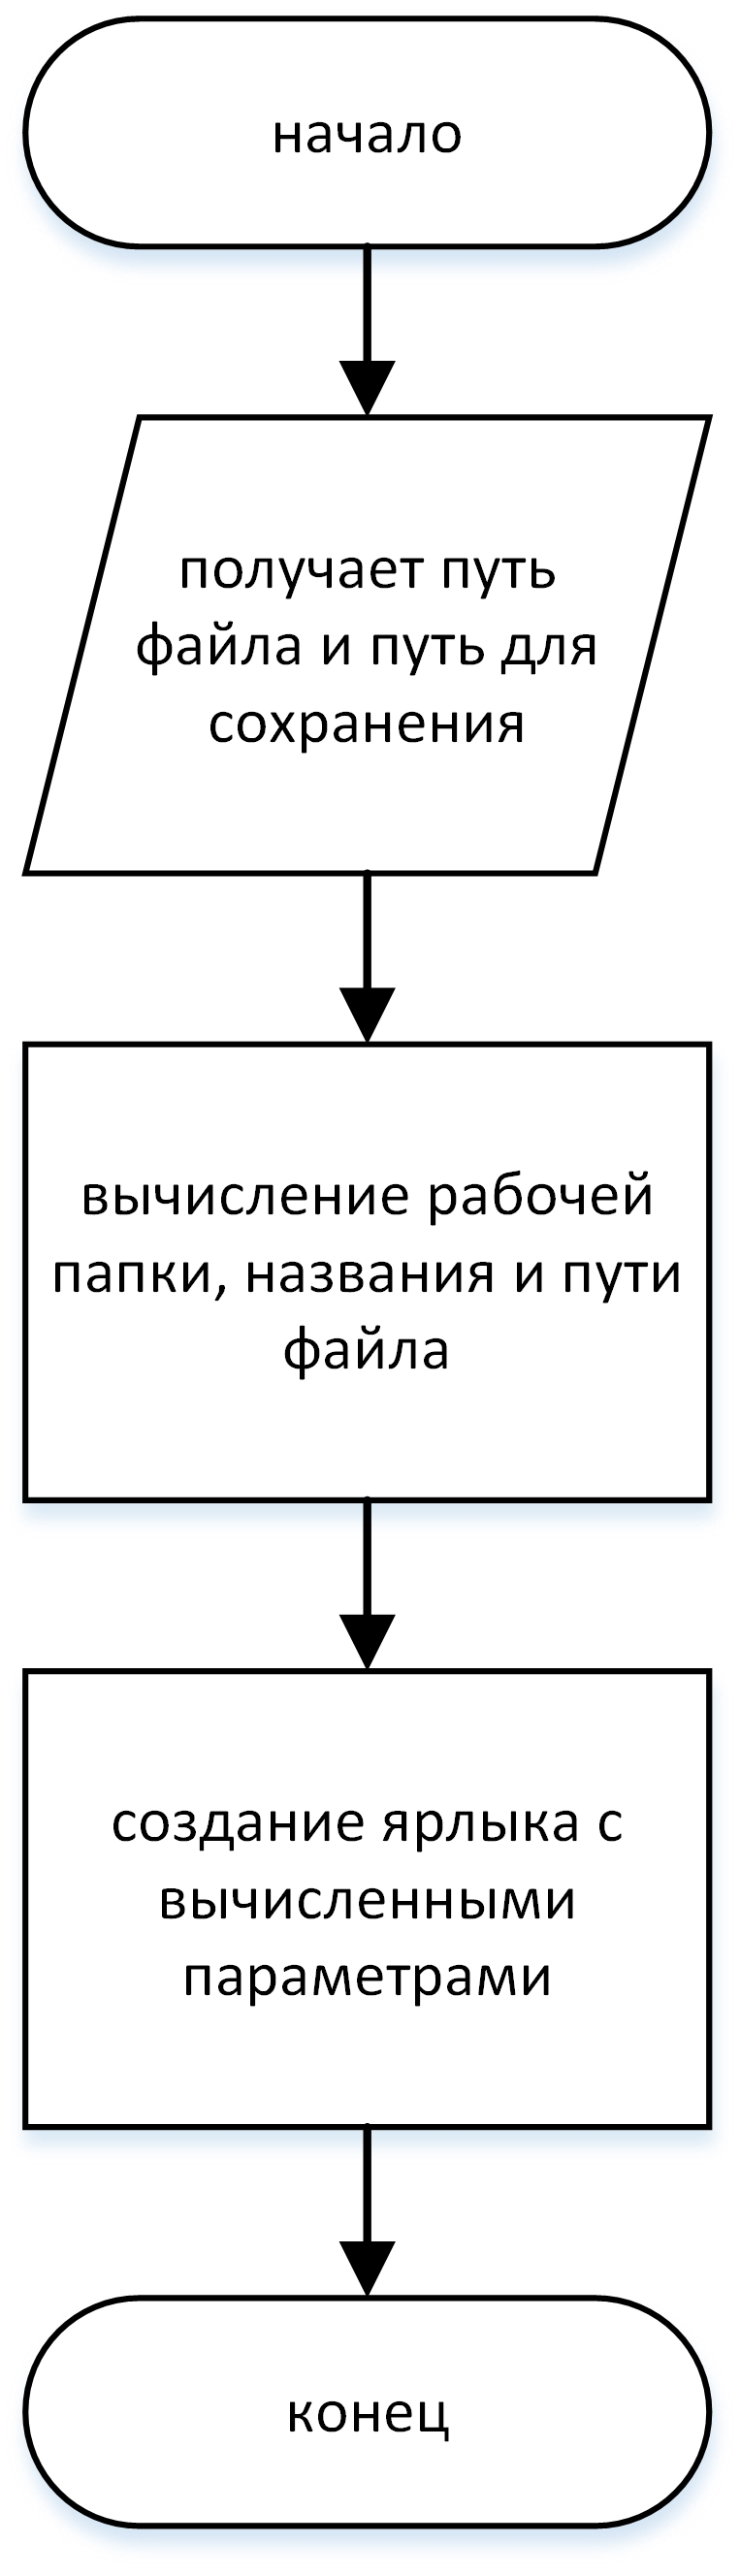 начало
получает путь
файла и путь для
сохранения
вычисление рабочей
папки, названия и пути
файла
создание ярлыка с
вычисленными
параметрами
конец